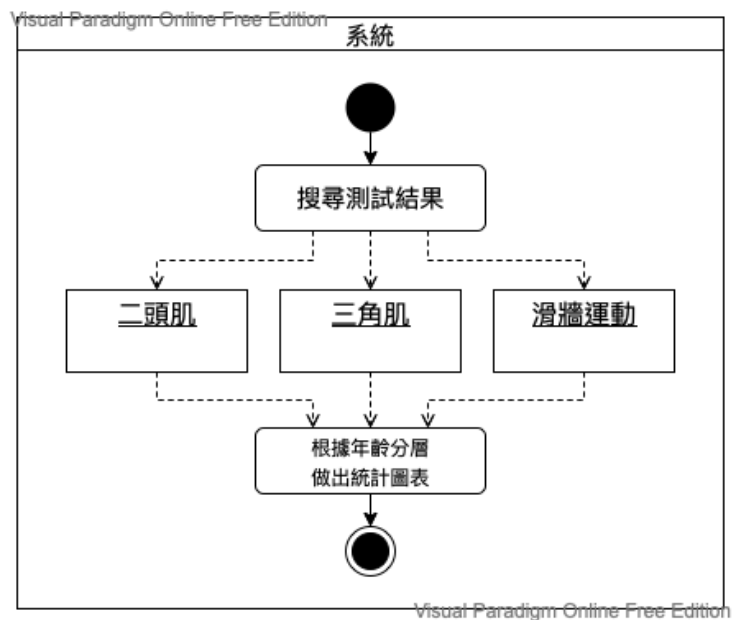 Visual Paradigm Online Free Edition
系統
搜尋測試結果
二頭肌
三角肌
滑牆運動
根據年齡分層
做出統計圖表
Visual Paradigm Online Free Edition